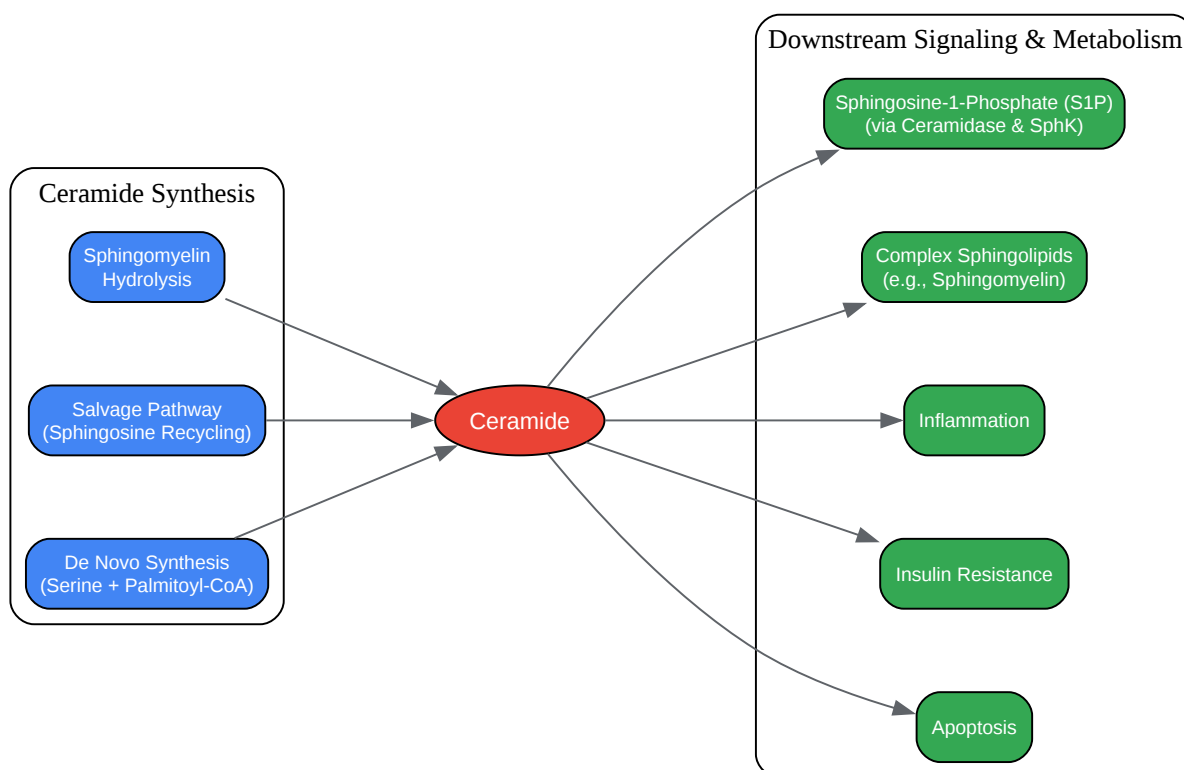 Ceramide Synthesis
Sphingomyelin
Hydrolysis
Salvage Pathway
(Sphingosine Recycling)
De Novo Synthesis
(Serine + Palmitoyl-CoA)
Ceramide
Downstream Signaling & Metabolism
Sphingosine-1-Phosphate (S1P)
(via Ceramidase & SphK)
Complex Sphingolipids
(e.g., Sphingomyelin)
Inflammation
Insulin Resistance
Apoptosis